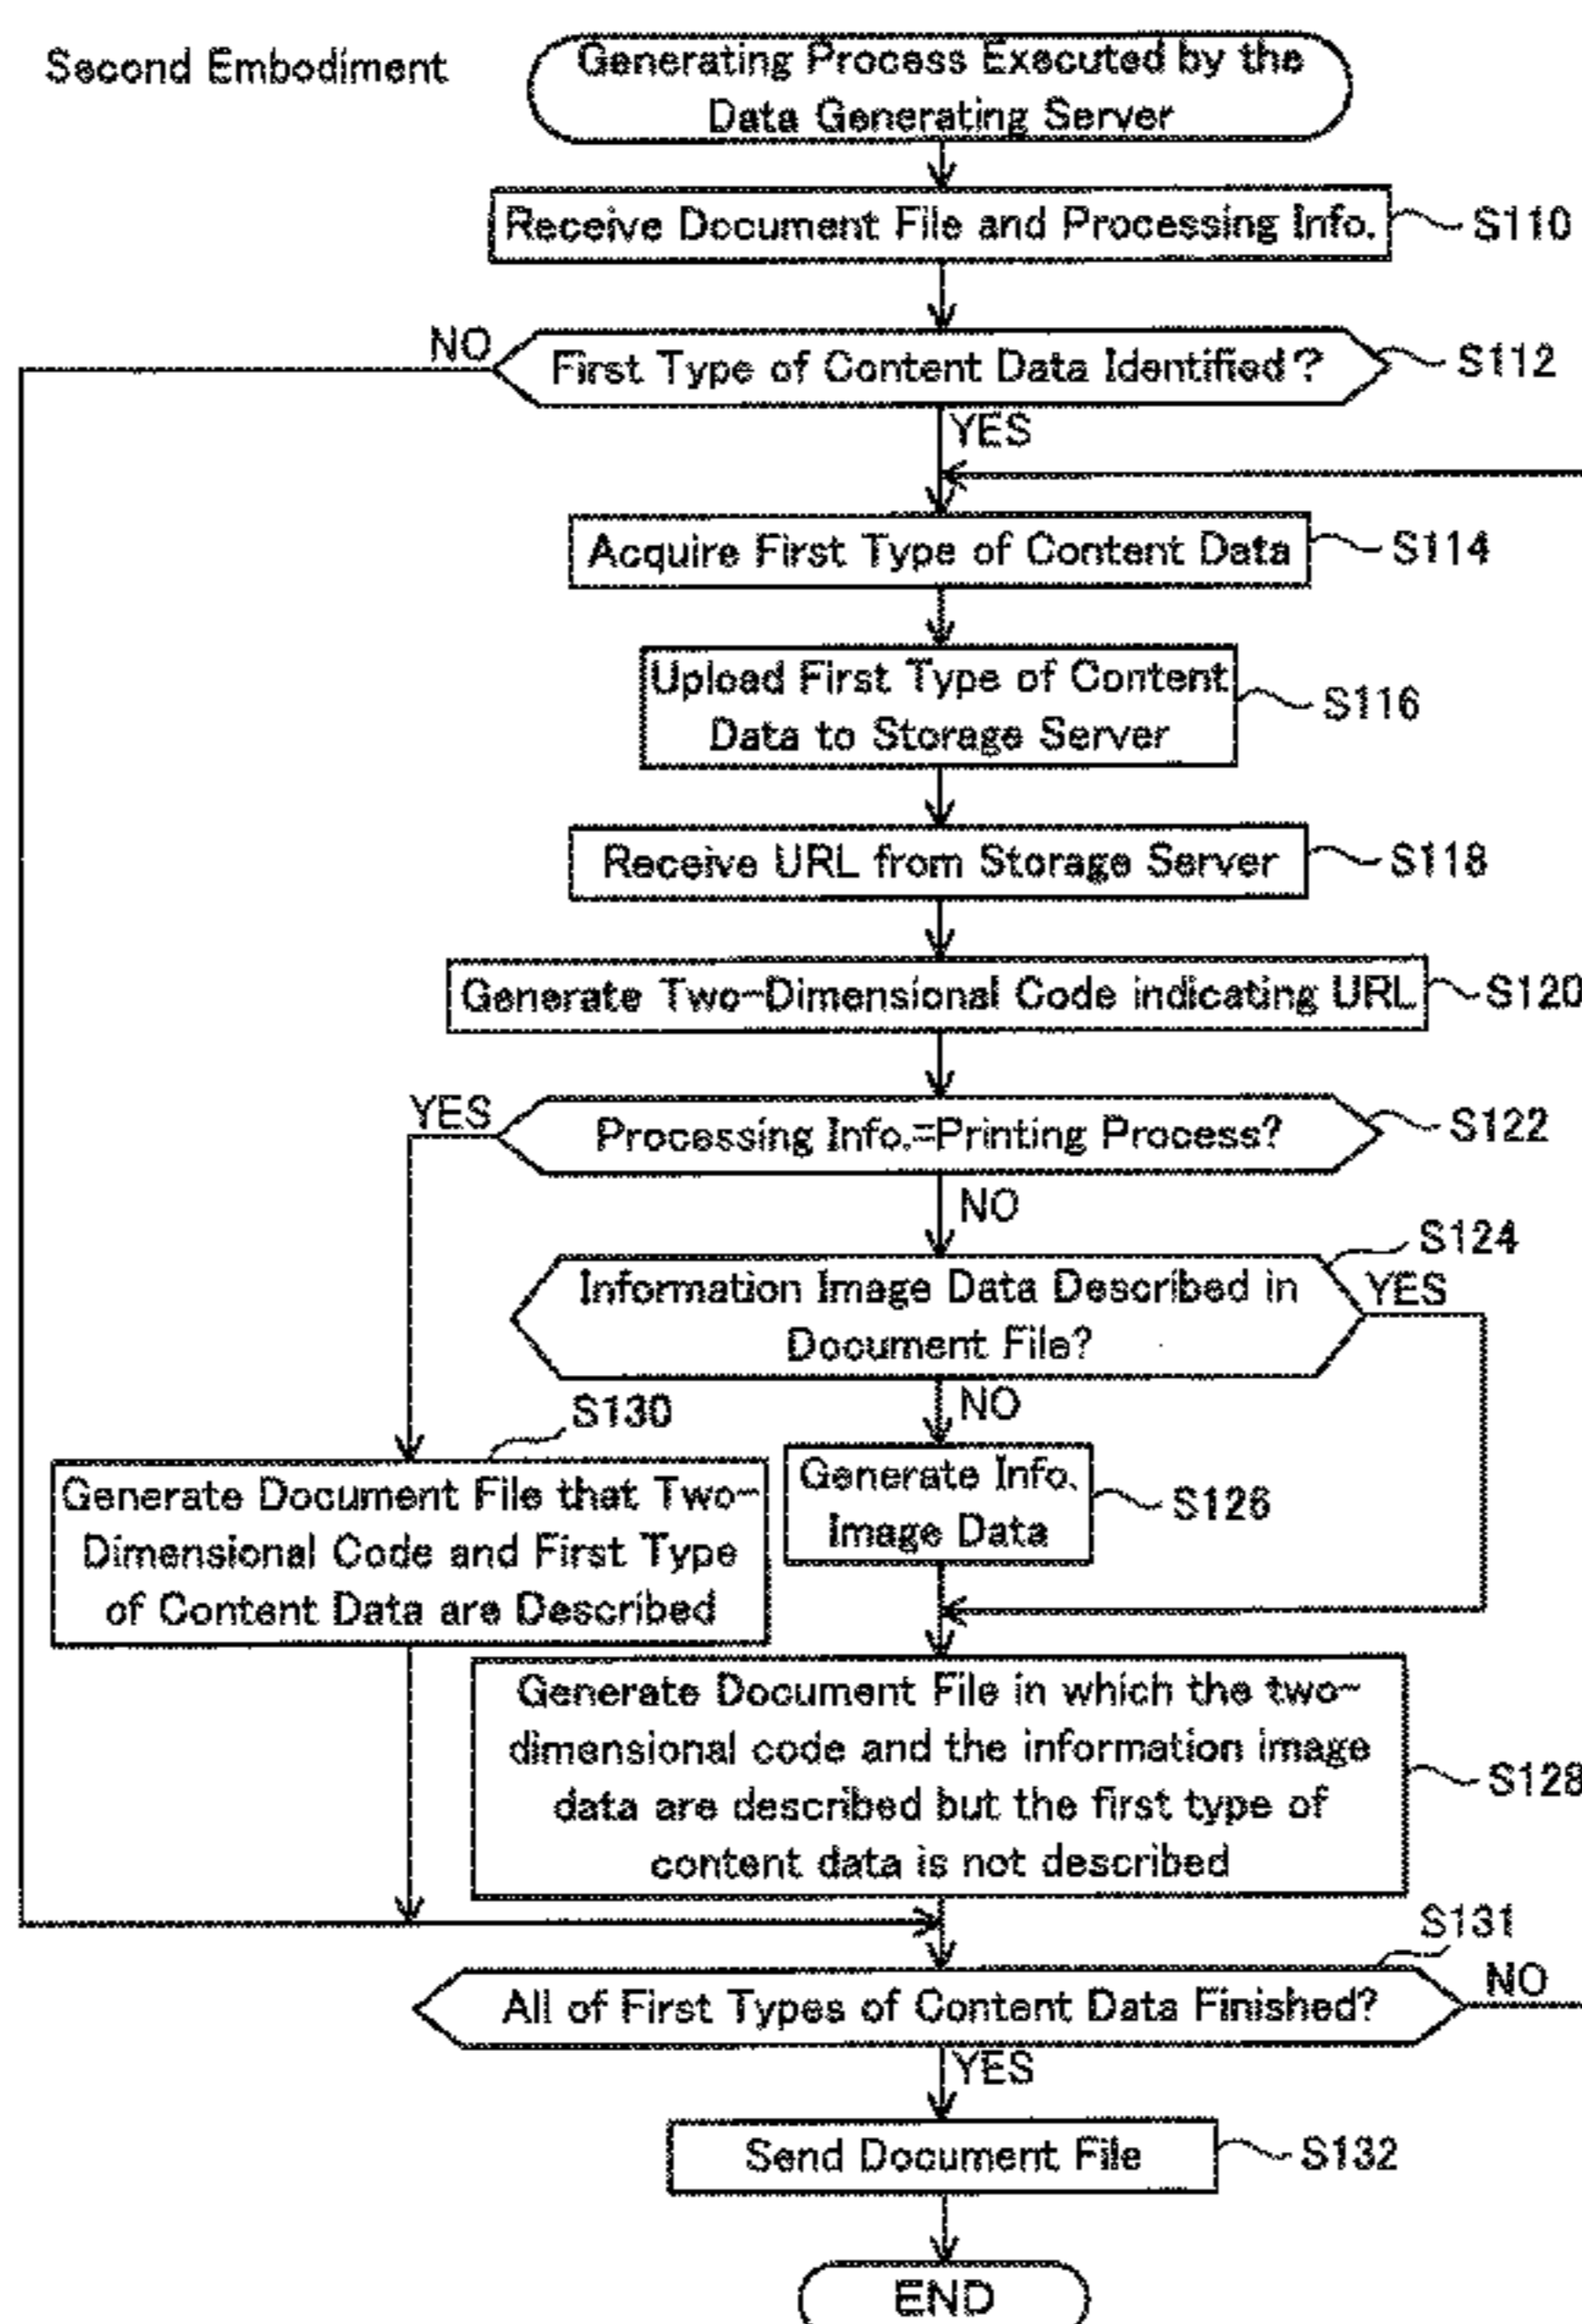 Second Embodiment
Generating Process Executed by the
Data Generating Server
Receive Document File and Processing Info.
S110
NO
First Type of Content Data Identified?
S112
YES
Acquire First Type of Content Data
S114
Upload First Type of Content
Data to Storage Server
S116
Receive URL from Storage Server
S118
Generate Two-Dimensional Code indicating URL
S120
YES
Processing Info.=Printing Process?
S122
NO
S124
Information Image Data Described in
Document File?
YES
NO
S130
Generate Document File that Two-
Dimensional Code and First Type
of Content Data are Described
Generate Info.
Image Data
S126
Generate Document File in which the two-
dimensional code and the information image
data are described but the first type of
content data is not described
S128
S131
All of First Types of Content Data Finished?
NO
YES
Send Document File
S132
END